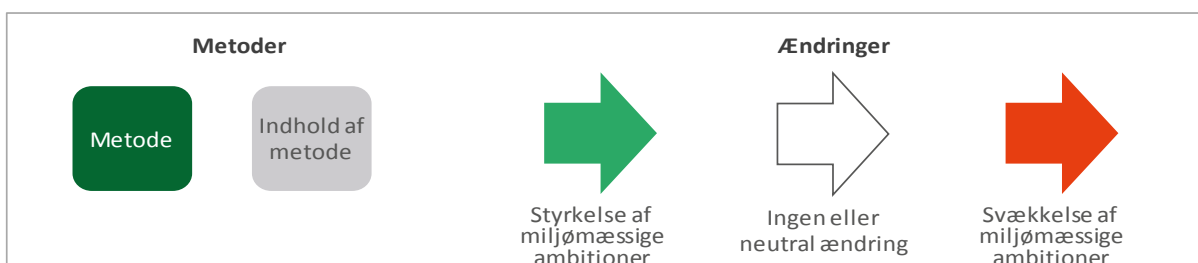 Metoder
Ændringer
Metode
Indhold af
metode
Styrkelse af
miljømæssige
ambitioner
Ingen eller
neutral ændring
Svækkelse af
miljømæssige
ambitioner